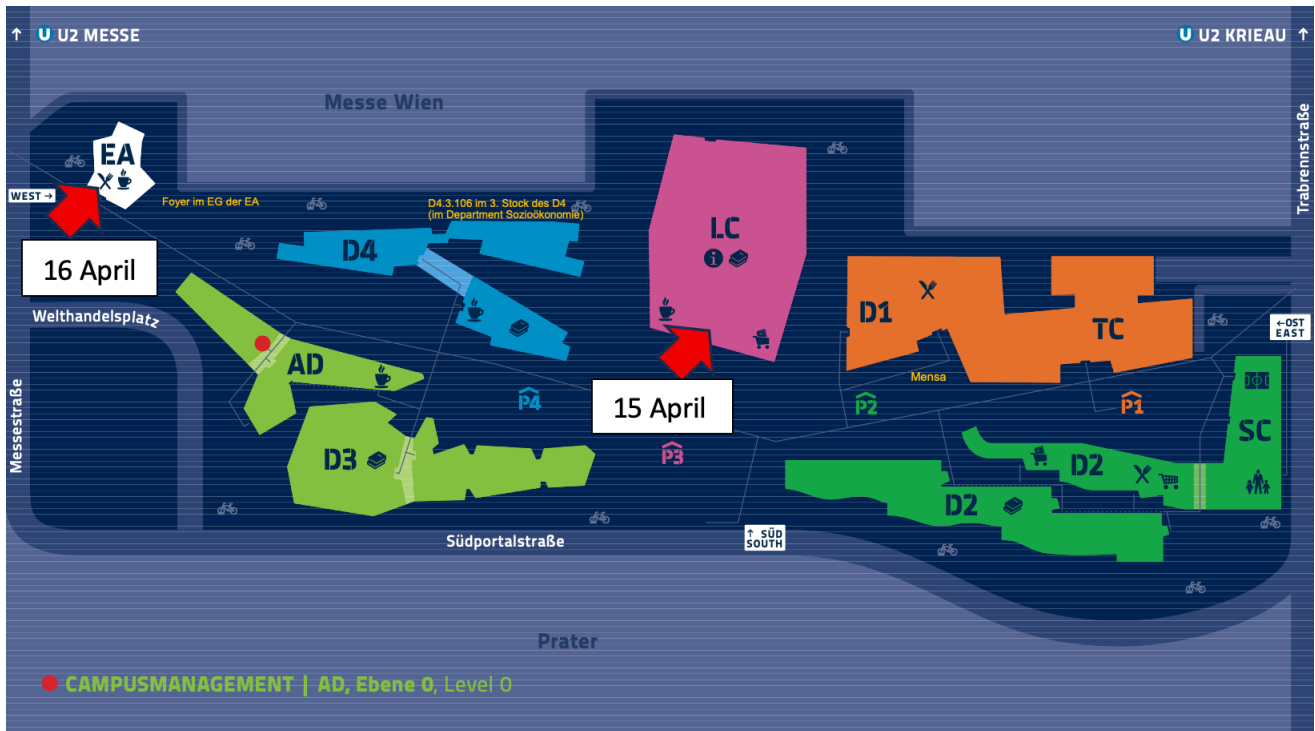 ↑ U U2 MESSE
U U2 KRIEAU ↑
Messe Wien
Trabrennstraße
EA
WEST →
Foyer im EG der EA
D4.3.106 im 3. Stock des D4
(im Department Sozioökonomie)
16 April
D4
LC
i
Welthandelsplatz
D1
TC
←OST
EAST
AD
Mensa
15 April
P4
P2
P1
Messestraße
D3
P3
SC
D2
D2
Südportalstraße
↑ SÜD
SOUTH
Prater
CAMPUSMANAGEMENT | AD, Ebene 0, Level 0